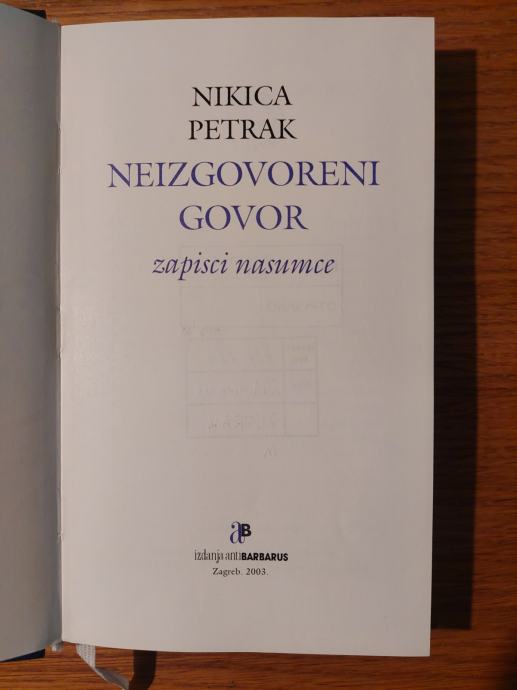 NIKICA
PETRAK
NEIZGOVORENI
GOVOR
zapisci nasumce
aB
izdanja antiBARBARUS
Zagreb. 2003.